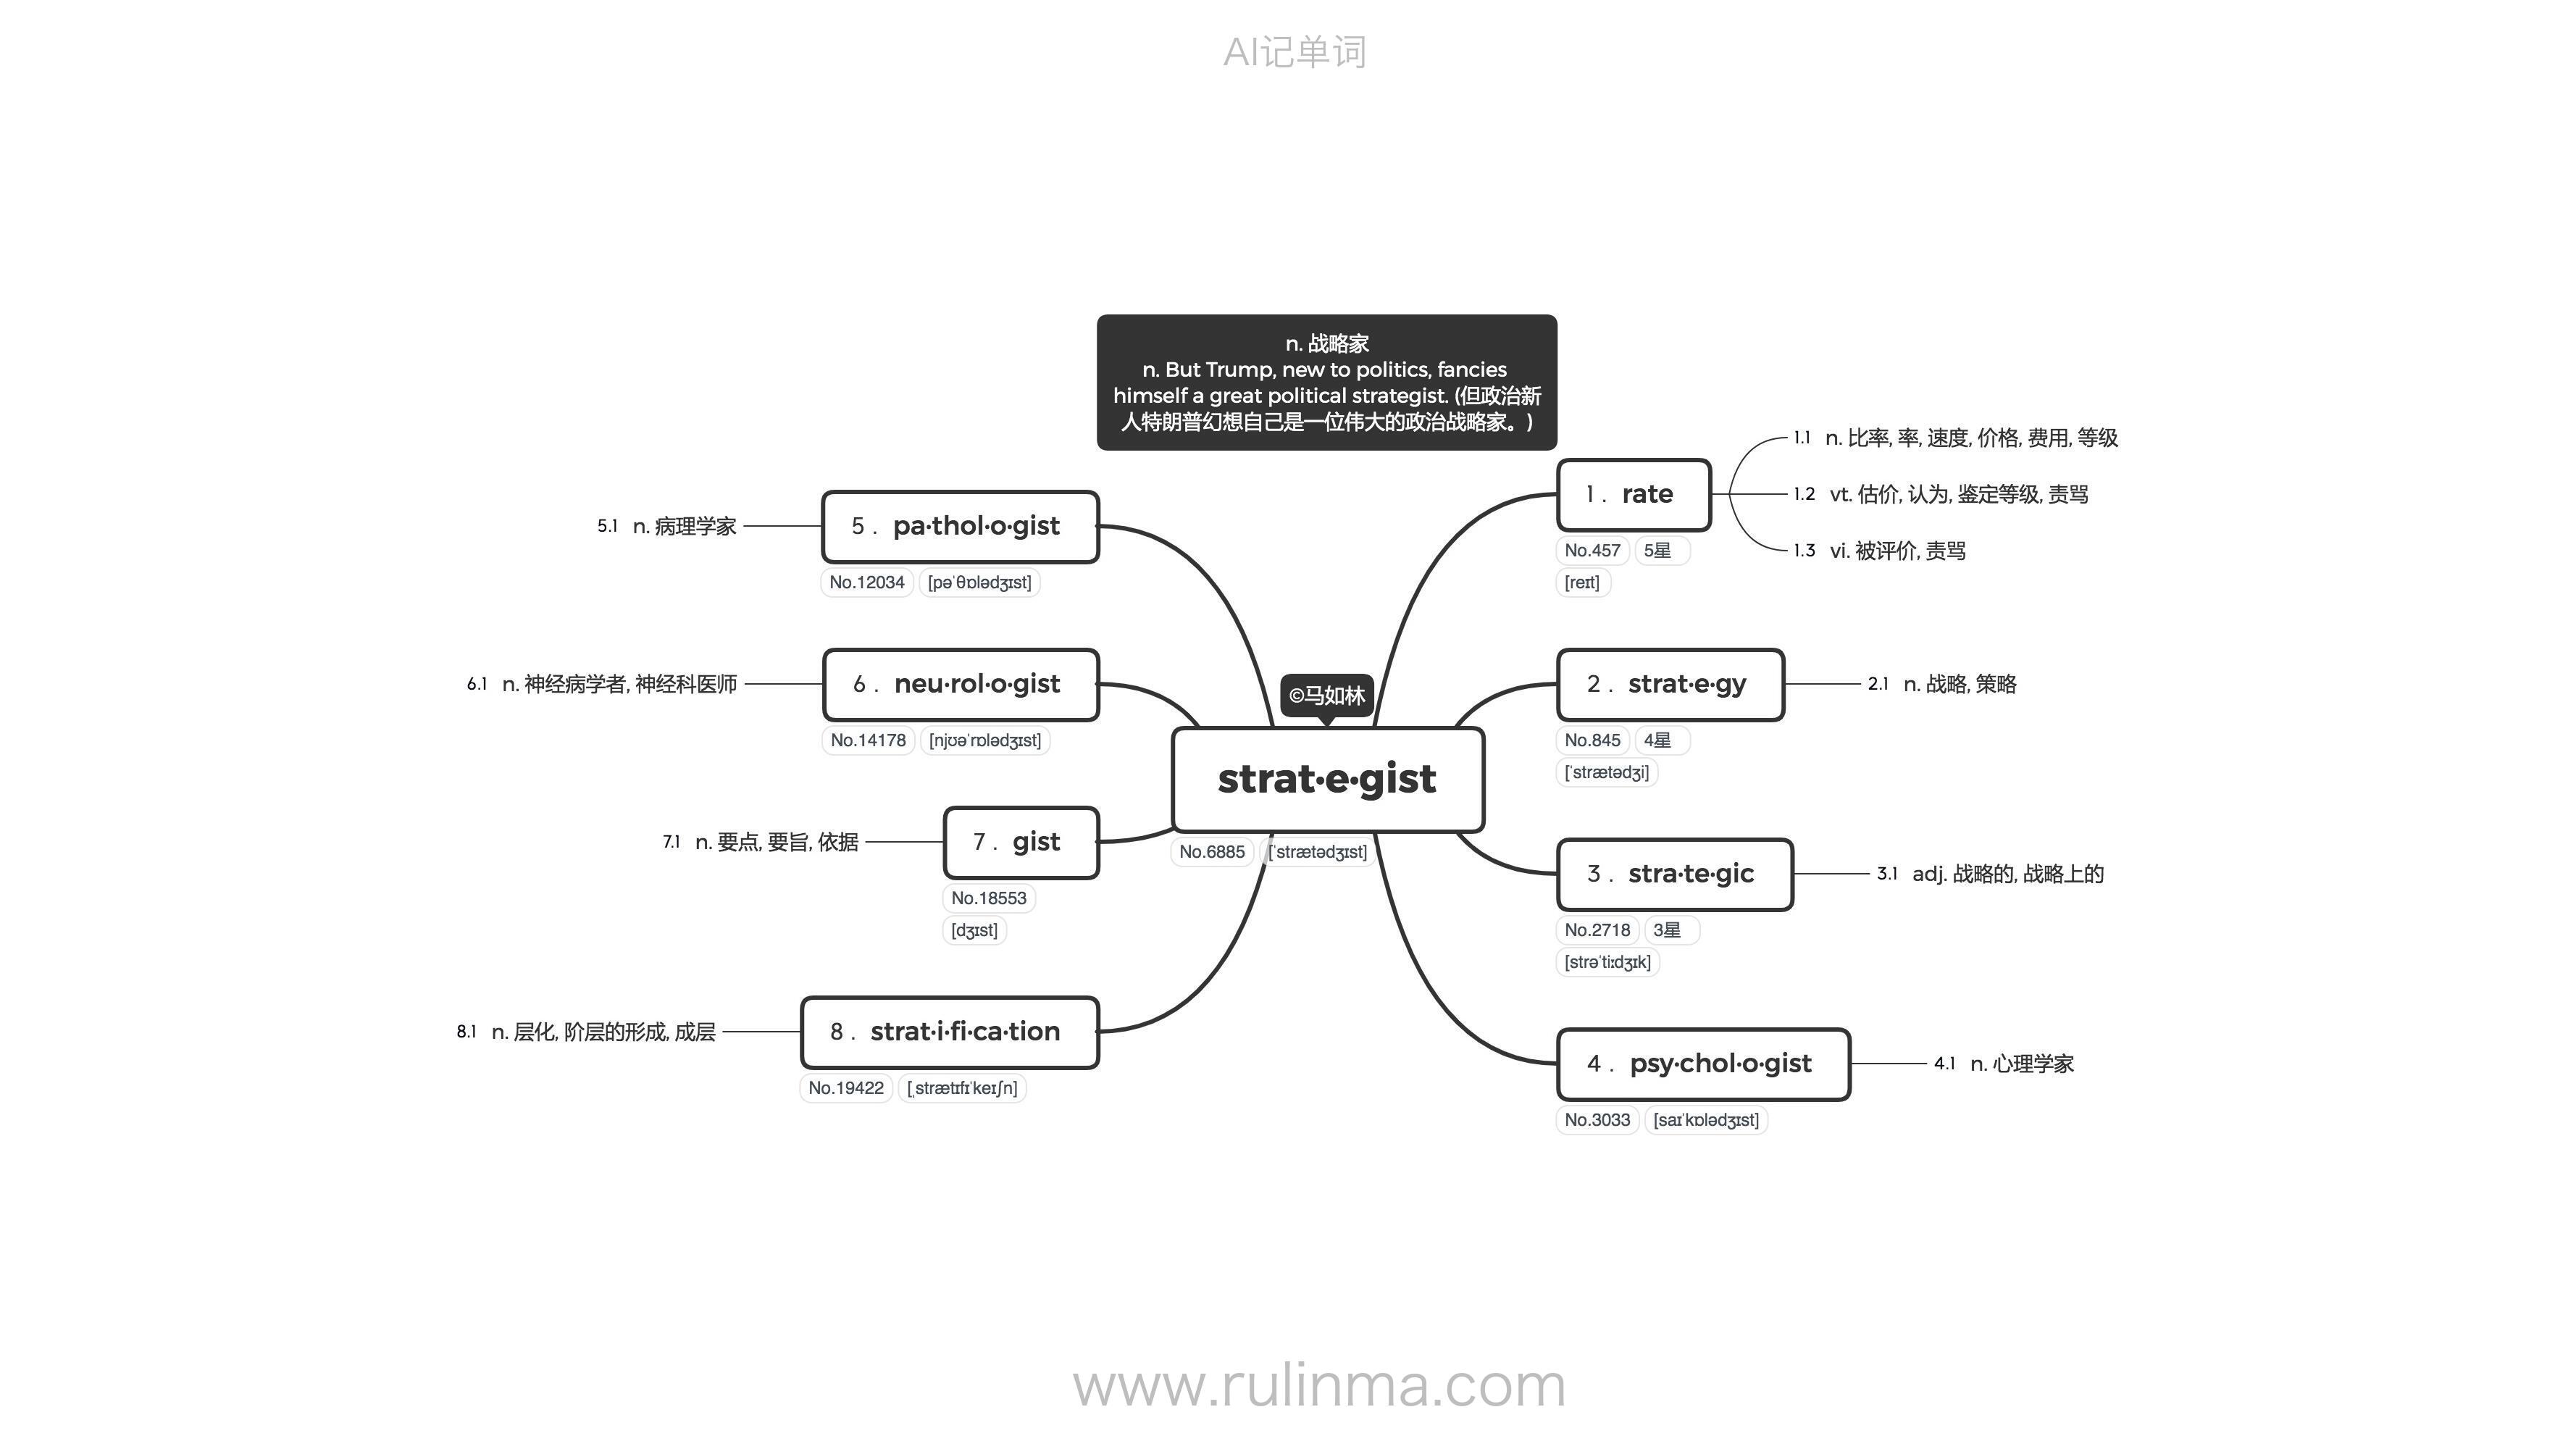 AI记单词
n. 战略家
n. But Trump, new to politics, fancies
himself a great political strategist. (但政治新
人特朗普幻想自己是一位伟大的政治战略家。)
©马如林
strat·e·gist
No.6885 [ˈstrætədʒɪst]
1 . rate
No.457 5星
[reɪt]
1.1 n. 比率, 率, 速度, 价格, 费用, 等级
1.2 vt. 估价, 认为, 鉴定等级, 责骂
1.3 vi. 被评价, 责骂
2 . strat·e·gy
No.845 4星
[ˈstrætədʒi]
2.1 n. 战略, 策略
3 . stra·te·gic
No.2718 3星
[strəˈtiːdʒɪk]
3.1 adj. 战略的, 战略上的
4 . psy·chol·o·gist
No.3033 [saɪˈkɒlədʒɪst]
4.1 n. 心理学家
5 . pa·thol·o·gist
No.12034 [pəˈθɒlədʒɪst]
5.1 n. 病理学家
6 . neu·rol·o·gist
No.14178 [njʊəˈrɒlədʒɪst]
6.1 n. 神经病学者, 神经科医师
7 . gist
No.18553
[dʒɪst]
7.1 n. 要点, 要旨, 依据
8 . strat·i·fi·ca·tion
No.19422 [ˌstrætɪfɪˈkeɪʃn]
8.1 n. 层化, 阶层的形成, 成层
www.rulinma.com